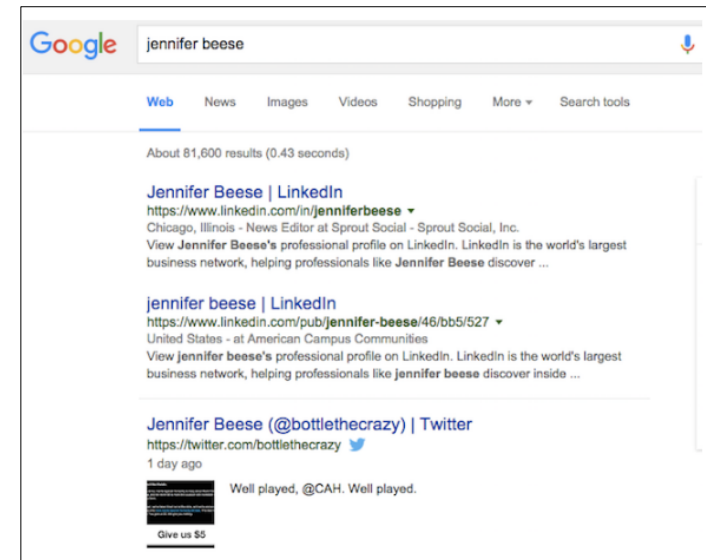 Google jennifer beese
Web News Images Videos Shopping More Search tools
About 81,600 results (0.43 seconds)
Jennifer Beese | LinkedIn
https://www.linkedin.com/in/jenniferbeese
Chicago, Illinois - News Editor at Sprout Social - Sprout Social, Inc.
View Jennifer Beese's professional profile on LinkedIn. LinkedIn is the world's largest
business network, helping professionals like Jennifer Beese discover ...
jennifer beese | LinkedIn
https://www.linkedin.com/pub/jennifer-beese/46/bb5/527
United States - at American Campus Communities
View jennifer beese's professional profile on LinkedIn. LinkedIn is the world's largest
business network, helping professionals like jennifer beese discover inside ...
Jennifer Beese (@bottlethecrazy) | Twitter
https://twitter.com/bottlethecrazy
1 day ago
Well played, @CAH. Well played.
Give us $5